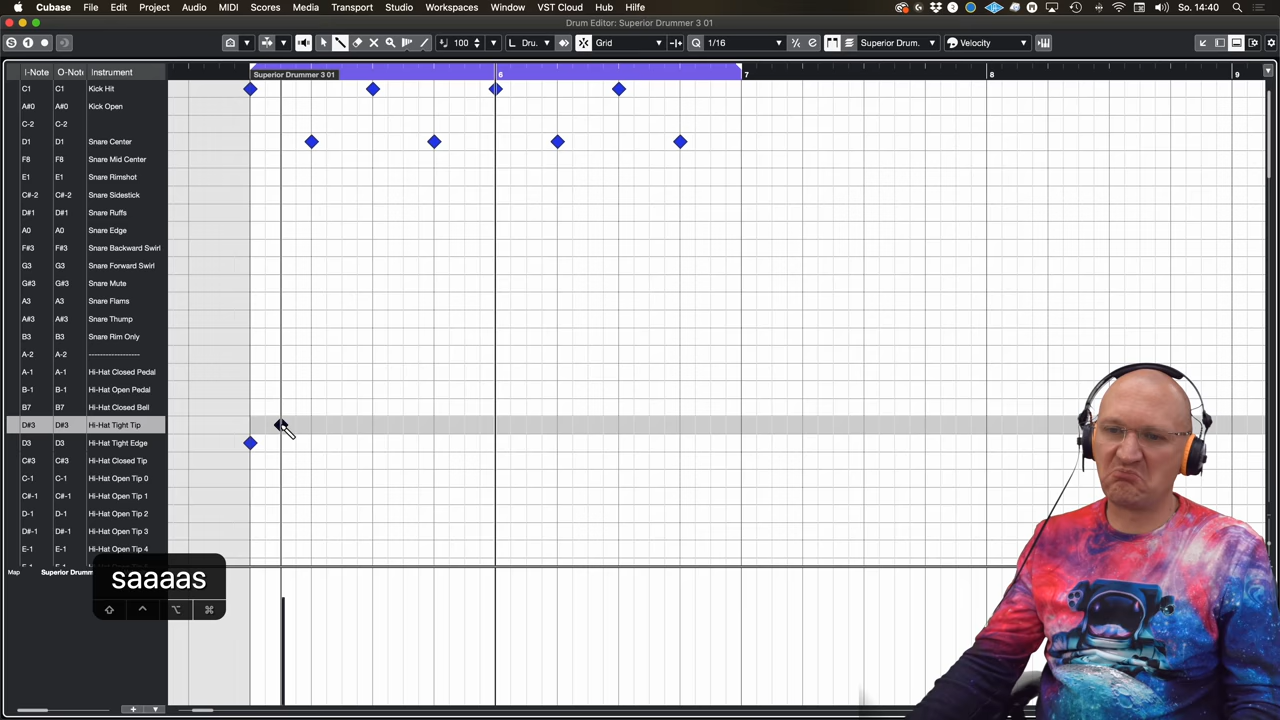 Cubase File Edit Project Audio MIDI Scores Media Transport Studio Workspaces Window VST Cloud Hub Hilfe So. 14:40
Drum Editor: Superior Drummer 3 01
100 L Dru. Grid Q 1/16 Superior Drum. Velocity
I-Note O-Note Instrument
Superior Drummer 3 01 6 7 8 9
C1 C1 Kick Hit
A#0 A#0 Kick Open
C-2 C-2
D1 D1 Snare Center
F8 F8 Snare Mid Center
E1 E1 Snare Rimshot
C#-2 C#-2 Snare Sidestick
D#1 D#1 Snare Ruffs
A0 A0 Snare Edge
F#3 F#3 Snare Backward Swirl
G3 G3 Snare Forward Swirl
G#3 G#3 Snare Mute
A3 A3 Snare Flams
A#3 A#3 Snare Thump
B3 B3 Snare Rim Only
A-2 A-2 ------------------
A-1 A-1 Hi-Hat Closed Pedal
B-1 B-1 Hi-Hat Open Pedal
B7 B7 Hi-Hat Closed Bell
D#3 D#3 Hi-Hat Tight Tip
D3 D3 Hi-Hat Tight Edge
C#3 C#3 Hi-Hat Closed Tip
C-1 C-1 Hi-Hat Open Tip 0
C#-1 C#-1 Hi-Hat Open Tip 1
D-1 D-1 Hi-Hat Open Tip 2
D#-1 D#-1 Hi-Hat Open Tip 3
E-1 E-1 Hi-Hat Open Tip 4
Map Superior Drumm
saaaas